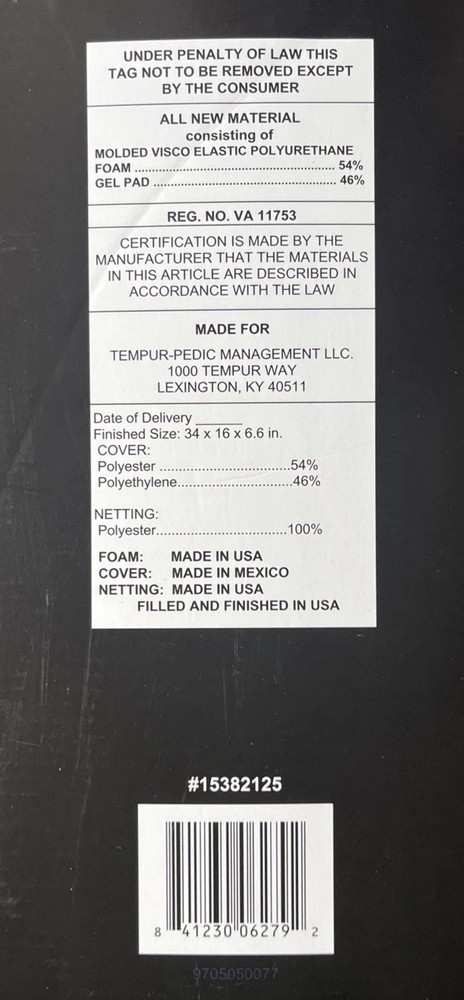 UNDER PENALTY OF LAW THIS
TAG NOT TO BE REMOVED EXCEPT
BY THE CONSUMER
ALL NEW MATERIAL
consisting of
MOLDED VISCO ELASTIC POLYURETHANE
FOAM .................................................... 54%
GEL PAD ................................................ 46%
REG. NO. VA 11753
CERTIFICATION IS MADE BY THE
MANUFACTURER THAT THE MATERIALS
IN THIS ARTICLE ARE DESCRIBED IN
ACCORDANCE WITH THE LAW
MADE FOR
TEMPUR-PEDIC MANAGEMENT LLC.
1000 TEMPUR WAY
LEXINGTON, KY 40511
Date of Delivery ______
Finished Size: 34 x 16 x 6.6 in.
COVER:
Polyester ..................................54%
Polyethylene..............................46%
NETTING:
Polyester..................................100%
FOAM: MADE IN USA
COVER: MADE IN MEXICO
NETTING: MADE IN USA
FILLED AND FINISHED IN USA
#15382125
8 41230 06279 2
9705050077